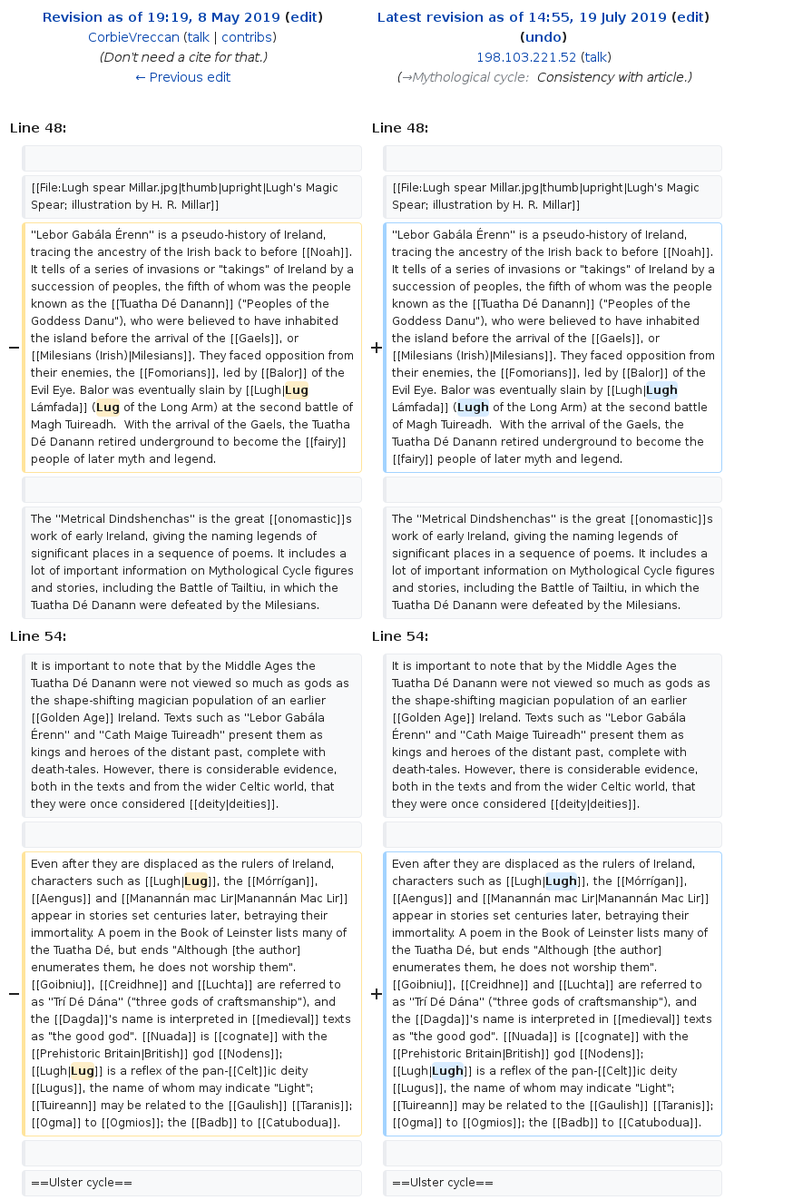 Revision as of 19:19, 8 May 2019 (edit)
CorbieVreccan (talk | contribs)
(Don't need a cite for that.)
← Previous edit
Latest revision as of 14:55, 19 July 2019 (edit)
(undo)
198.103.221.52 (talk)
(→Mythological cycle: Consistency with article.)
Line 48:
Line 48:
[[File:Lugh spear Millar.jpg|thumb|upright|Lugh's Magic
Spear; illustration by H. R. Millar]]
[[File:Lugh spear Millar.jpg|thumb|upright|Lugh's Magic
Spear; illustration by H. R. Millar]]
−
''Lebor Gabála Érenn'' is a pseudo-history of Ireland,
tracing the ancestry of the Irish back to before [[Noah]].
It tells of a series of invasions or "takings" of Ireland by a
succession of peoples, the fifth of whom was the people
known as the [[Tuatha Dé Danann]] ("Peoples of the
Goddess Danu"), who were believed to have inhabited
the island before the arrival of the [[Gaels]], or
[[Milesians (Irish)|Milesians]]. They faced opposition from
their enemies, the [[Fomorians]], led by [[Balor]] of the
Evil Eye. Balor was eventually slain by [[Lugh|Lug
Lámfada]] (Lug of the Long Arm) at the second battle of
Magh Tuireadh.  With the arrival of the Gaels, the Tuatha
Dé Danann retired underground to become the [[fairy]]
people of later myth and legend.
+
''Lebor Gabála Érenn'' is a pseudo-history of Ireland,
tracing the ancestry of the Irish back to before [[Noah]].
It tells of a series of invasions or "takings" of Ireland by a
succession of peoples, the fifth of whom was the people
known as the [[Tuatha Dé Danann]] ("Peoples of the
Goddess Danu"), who were believed to have inhabited
the island before the arrival of the [[Gaels]], or
[[Milesians (Irish)|Milesians]]. They faced opposition from
their enemies, the [[Fomorians]], led by [[Balor]] of the
Evil Eye. Balor was eventually slain by [[Lugh|Lugh
Lámfada]] (Lugh of the Long Arm) at the second battle
of Magh Tuireadh.  With the arrival of the Gaels, the
Tuatha Dé Danann retired underground to become the
[[fairy]] people of later myth and legend.
The ''Metrical Dindshenchas'' is the great [[onomastic]]s
work of early Ireland, giving the naming legends of
significant places in a sequence of poems. It includes a
lot of important information on Mythological Cycle figures
and stories, including the Battle of Tailtiu, in which the
Tuatha Dé Danann were defeated by the Milesians.
The ''Metrical Dindshenchas'' is the great [[onomastic]]s
work of early Ireland, giving the naming legends of
significant places in a sequence of poems. It includes a
lot of important information on Mythological Cycle figures
and stories, including the Battle of Tailtiu, in which the
Tuatha Dé Danann were defeated by the Milesians.
Line 54:
Line 54:
It is important to note that by the Middle Ages the
Tuatha Dé Danann were not viewed so much as gods as
the shape-shifting magician population of an earlier
[[Golden Age]] Ireland. Texts such as ''Lebor Gabála
Érenn'' and ''Cath Maige Tuireadh'' present them as
kings and heroes of the distant past, complete with
death-tales. However, there is considerable evidence,
both in the texts and from the wider Celtic world, that
they were once considered [[deity|deities]].
It is important to note that by the Middle Ages the
Tuatha Dé Danann were not viewed so much as gods as
the shape-shifting magician population of an earlier
[[Golden Age]] Ireland. Texts such as ''Lebor Gabála
Érenn'' and ''Cath Maige Tuireadh'' present them as
kings and heroes of the distant past, complete with
death-tales. However, there is considerable evidence,
both in the texts and from the wider Celtic world, that
they were once considered [[deity|deities]].
−
Even after they are displaced as the rulers of Ireland,
characters such as [[Lugh|Lug]], the [[Mórrígan]],
[[Aengus]] and [[Manannán mac Lir|Manannán Mac Lir]]
appear in stories set centuries later, betraying their
immortality. A poem in the Book of Leinster lists many of
the Tuatha Dé, but ends "Although [the author]
enumerates them, he does not worship them".
[[Goibniu]], [[Creidhne]] and [[Luchta]] are referred to
as ''Trí Dé Dána'' ("three gods of craftsmanship"), and
the [[Dagda]]'s name is interpreted in [[medieval]] texts
as "the good god". [[Nuada]] is [[cognate]] with the
[[Prehistoric Britain|British]] god [[Nodens]];
[[Lugh|Lug]] is a reflex of the pan-[[Celt]]ic deity
[[Lugus]], the name of whom may indicate "Light";
[[Tuireann]] may be related to the [[Gaulish]] [[Taranis]];
[[Ogma]] to [[Ogmios]]; the [[Badb]] to [[Catubodua]].
+
Even after they are displaced as the rulers of Ireland,
characters such as [[Lugh|Lugh]], the [[Mórrígan]],
[[Aengus]] and [[Manannán mac Lir|Manannán Mac Lir]]
appear in stories set centuries later, betraying their
immortality. A poem in the Book of Leinster lists many of
the Tuatha Dé, but ends "Although [the author]
enumerates them, he does not worship them".
[[Goibniu]], [[Creidhne]] and [[Luchta]] are referred to
as ''Trí Dé Dána'' ("three gods of craftsmanship"), and
the [[Dagda]]'s name is interpreted in [[medieval]] texts
as "the good god". [[Nuada]] is [[cognate]] with the
[[Prehistoric Britain|British]] god [[Nodens]];
[[Lugh|Lugh]] is a reflex of the pan-[[Celt]]ic deity
[[Lugus]], the name of whom may indicate "Light";
[[Tuireann]] may be related to the [[Gaulish]] [[Taranis]];
[[Ogma]] to [[Ogmios]]; the [[Badb]] to [[Catubodua]].
==Ulster cycle==
==Ulster cycle==